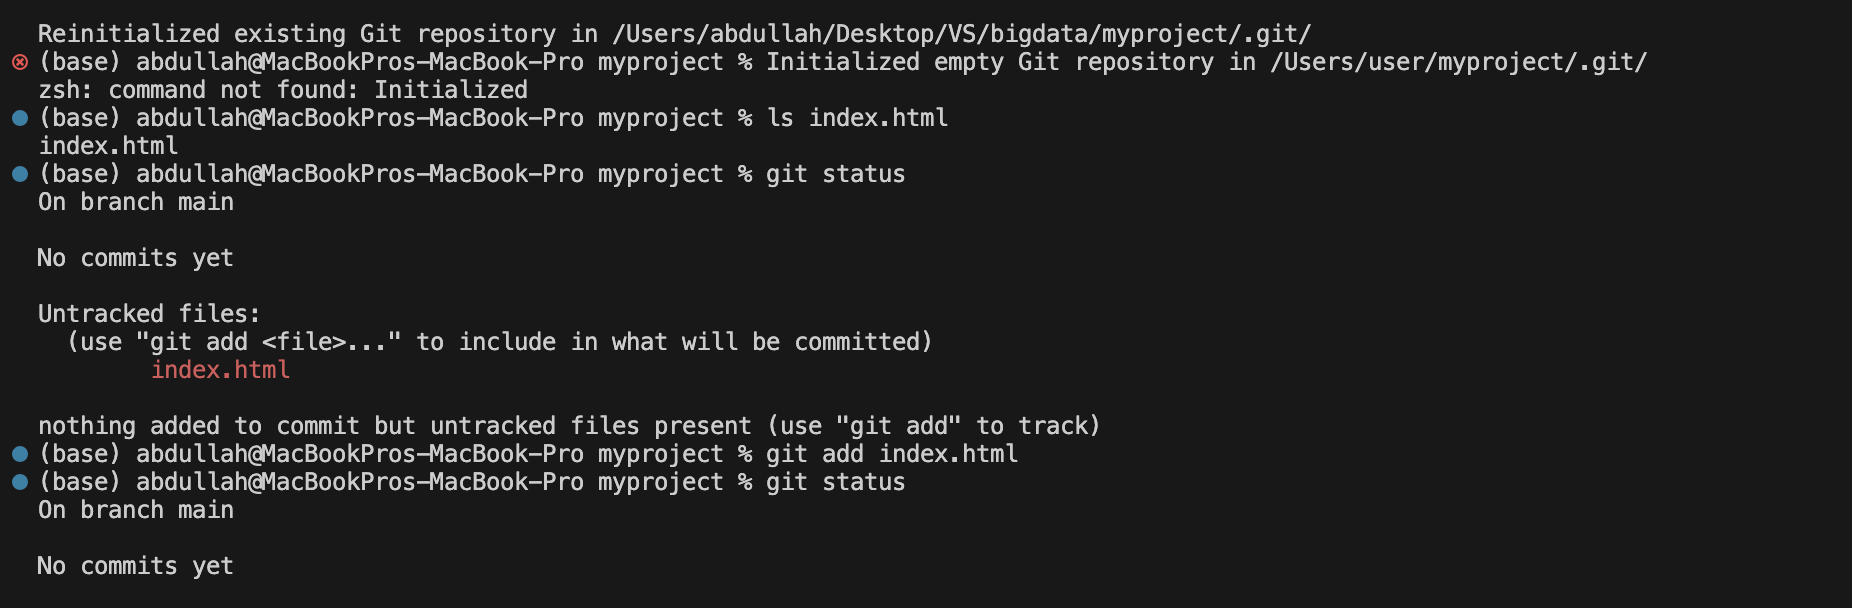 Reinitialized existing Git repository in /Users/abdullah/Desktop/VS/bigdata/myproject/.git/
(base) abdullah@MacBookPros-MacBook-Pro myproject % Initialized empty Git repository in /Users/user/myproject/.git/
zsh: command not found: Initialized
(base) abdullah@MacBookPros-MacBook-Pro myproject % ls index.html
index.html
(base) abdullah@MacBookPros-MacBook-Pro myproject % git status
On branch main
No commits yet
Untracked files:
(use "git add <file>..." to include in what will be committed)
index.html
nothing added to commit but untracked files present (use "git add" to track)
(base) abdullah@MacBookPros-MacBook-Pro myproject % git add index.html
(base) abdullah@MacBookPros-MacBook-Pro myproject % git status
On branch main
No commits yet